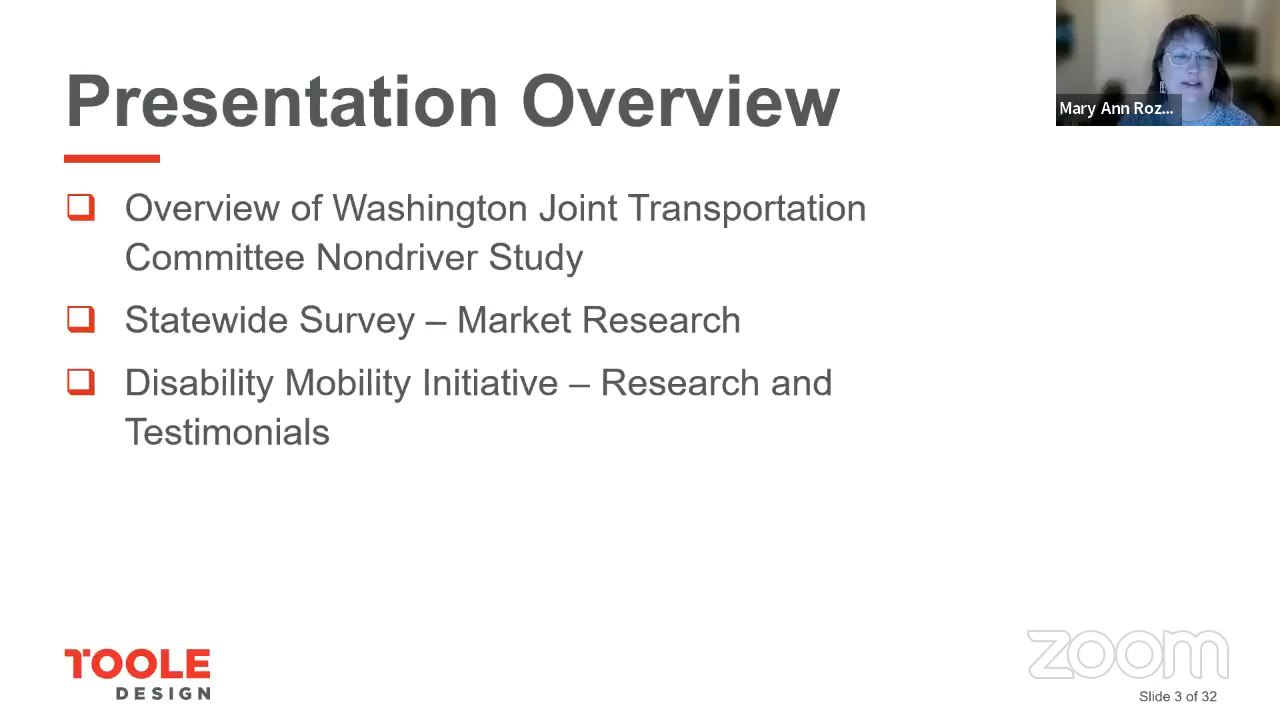 Presentation Overview
Mary Ann Roz...
❑ Overview of Washington Joint Transportation
Committee Nondriver Study
❑ Statewide Survey – Market Research
❑ Disability Mobility Initiative – Research and
Testimonials
TOOLE
DESIGN
zoom
Slide 3 of 32